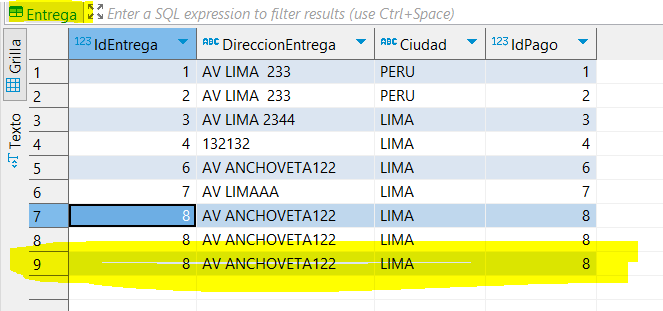 Entrega Enter a SQL expression to filter results (use Ctrl+Space)
Grilla
Texto
123 IdEntrega ABC DireccionEntrega ABC Ciudad 123 IdPago
1 1 AV LIMA  233 PERU 1
2 2 AV LIMA  233 PERU 2
3 3 AV LIMA 2344 LIMA 3
4 4 132132 LIMA 4
5 6 AV ANCHOVETA122 LIMA 6
6 7 AV LIMAAA LIMA 7
7 8 AV ANCHOVETA122 LIMA 8
8 8 AV ANCHOVETA122 LIMA 8
9 8 AV ANCHOVETA122 LIMA 8